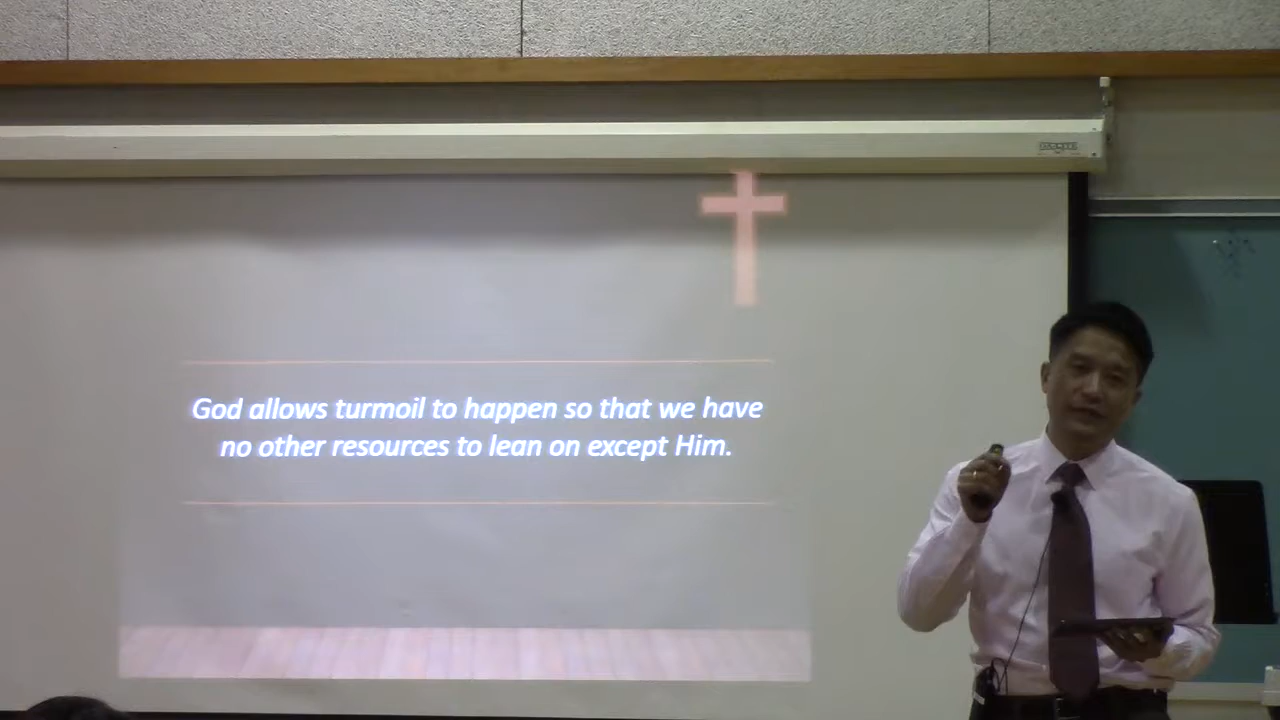 God allows turmoil to happen so that we have
no other resources to lean on except Him.